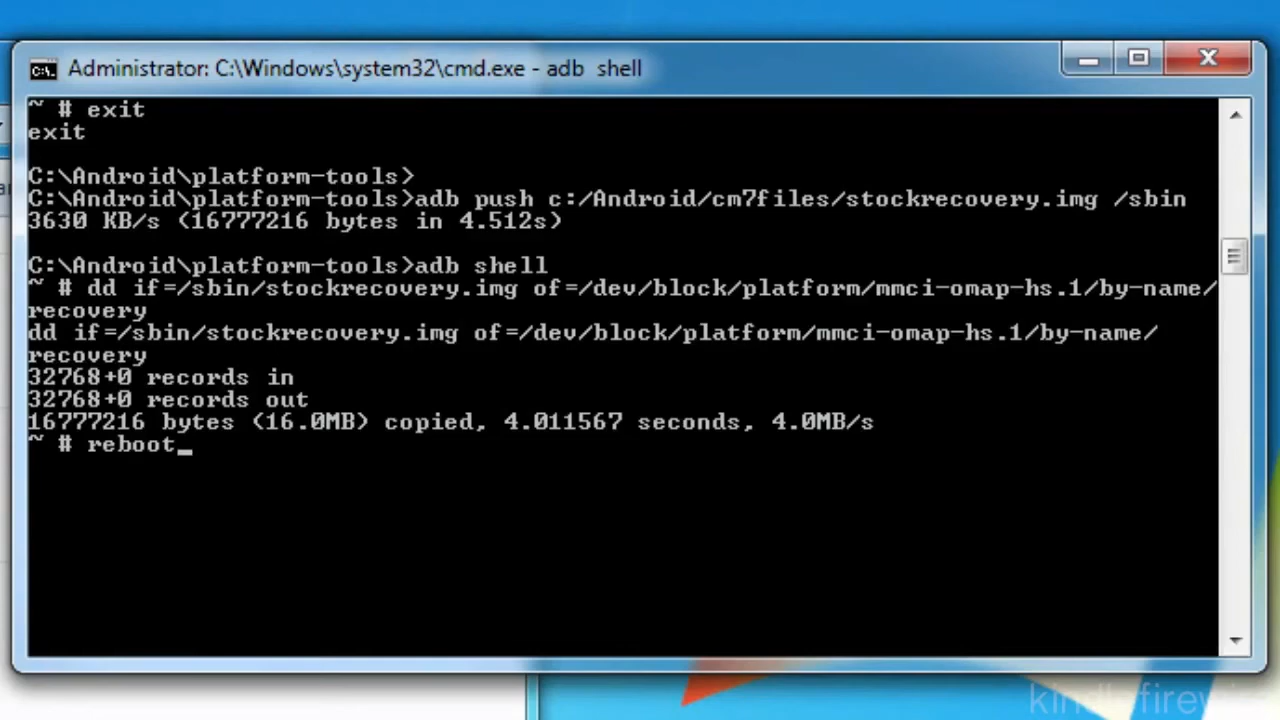 Administrator: C:\Windows\system32\cmd.exe - adb  shell
~ # exit
exit
C:\Android\platform-tools>
C:\Android\platform-tools>adb push c:/Android/cm7files/stockrecovery.img /sbin
3630 KB/s (16777216 bytes in 4.512s)
C:\Android\platform-tools>adb shell
~ # dd if=/sbin/stockrecovery.img of=/dev/block/platform/mmci-omap-hs.1/by-name/
recovery
dd if=/sbin/stockrecovery.img of=/dev/block/platform/mmci-omap-hs.1/by-name/
recovery
32768+0 records in
32768+0 records out
16777216 bytes (16.0MB) copied, 4.011567 seconds, 4.0MB/s
~ # reboot_